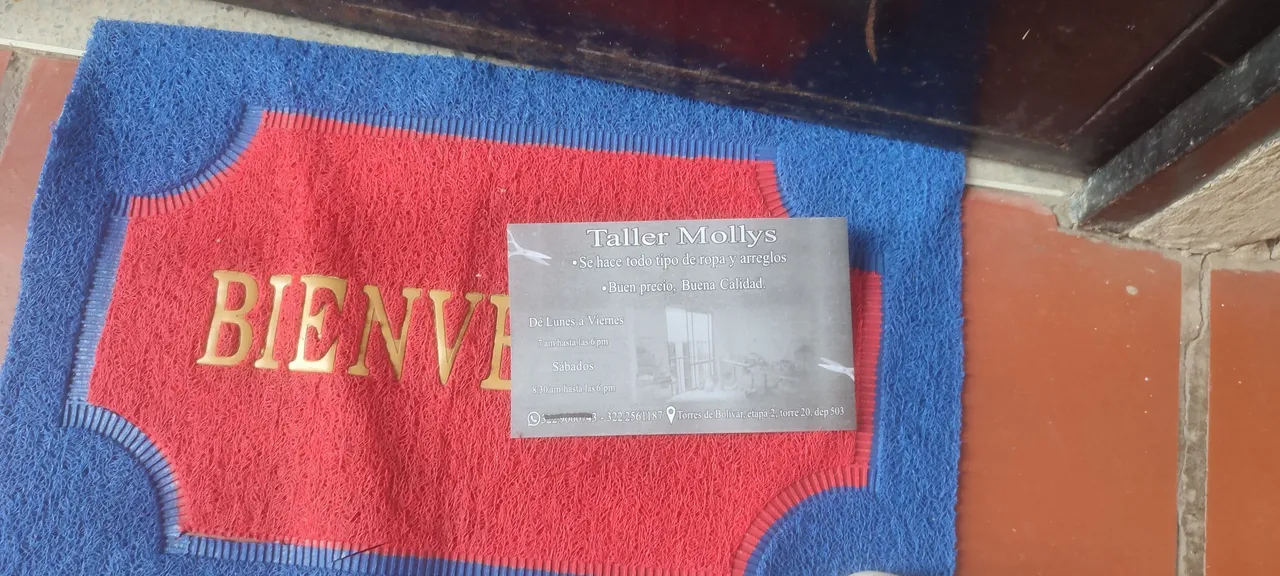 BIENVE
Taller Mollys
•Se hace todo tipo de ropa y arreglos
•Buen precio, Buena Calidad.
De Lunes a Viernes
7 am hasta las 6 pm
Sábados
8:30 am hasta las 6 pm
- 322 2561187 Torres de Bolívar, etapa 2, torre 20, dep 503